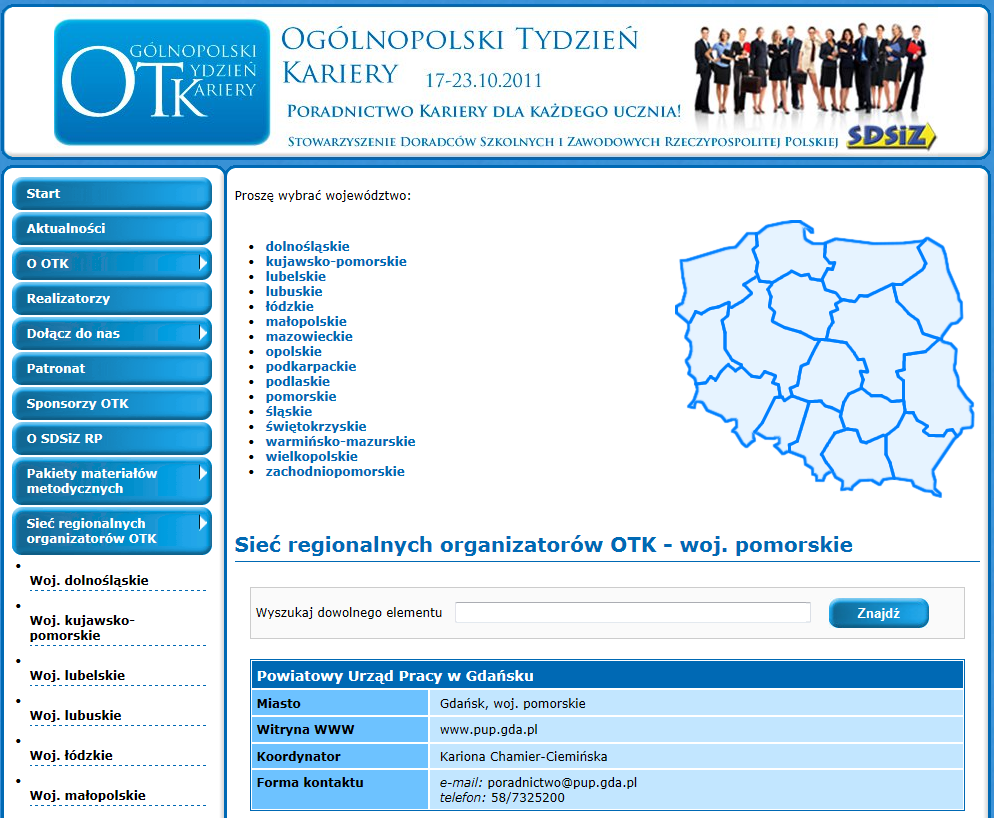 OGÓLNOPOLSKI
TYDZIEŃ
KARIERY
OGÓLNOPOLSKI TYDZIEŃ
KARIERY 17-23.10.2011
PORADNICTWO KARIERY DLA KAŻDEGO UCZNIA!
STOWARZYSZENIE DORADCÓW SZKOLNYCH I ZAWODOWYCH RZECZYPOSPOLITEJ POLSKIEJ SDSiZ
Start
Aktualności
O OTK
Realizatorzy
Dołącz do nas
Patronat
Sponsorzy OTK
O SDSiZ RP
Pakiety materiałów
metodycznych
Sieć regionalnych
organizatorów OTK
Woj. dolnośląskie
Woj. kujawsko-
pomorskie
Woj. lubelskie
Woj. lubuskie
Woj. łódzkie
Woj. małopolskie
Proszę wybrać województwo:
dolnośląskie
kujawsko-pomorskie
lubelskie
lubuskie
łódzkie
małopolskie
mazowieckie
opolskie
podkarpackie
podlaskie
pomorskie
śląskie
świętokrzyskie
warmińsko-mazurskie
wielkopolskie
zachodniopomorskie
Sieć regionalnych organizatorów OTK - woj. pomorskie
Wyszukaj dowolnego elementu Znajdź
Powiatowy Urząd Pracy w Gdańsku
Miasto Gdańsk, woj. pomorskie
Witryna WWW www.pup.gda.pl
Koordynator Kariona Chamier-Ciemińska
Forma kontaktu e-mail: poradnictwo@pup.gda.pl
telefon: 58/7325200